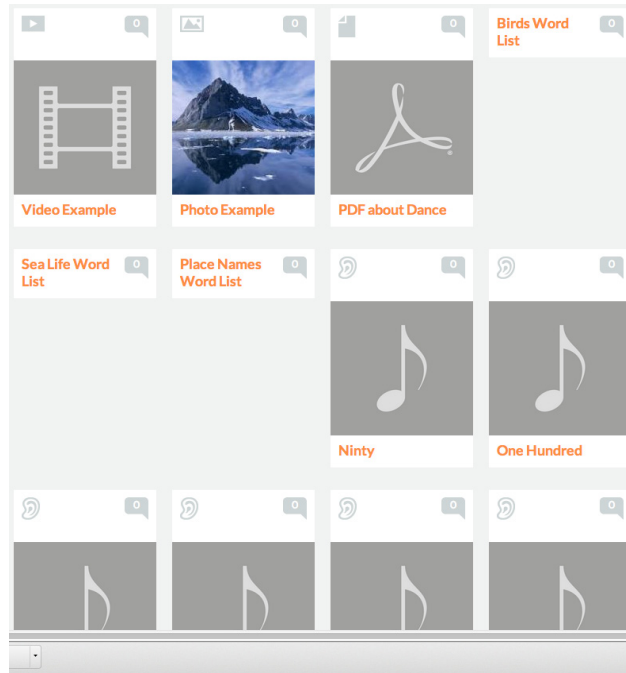 0
0
0
Birds Word
List
0
Video Example
Photo Example
PDF about Dance
Sea Life Word
List
0
Place Names
Word List
0
0
0
Ninty
One Hundred
0
0
0
0